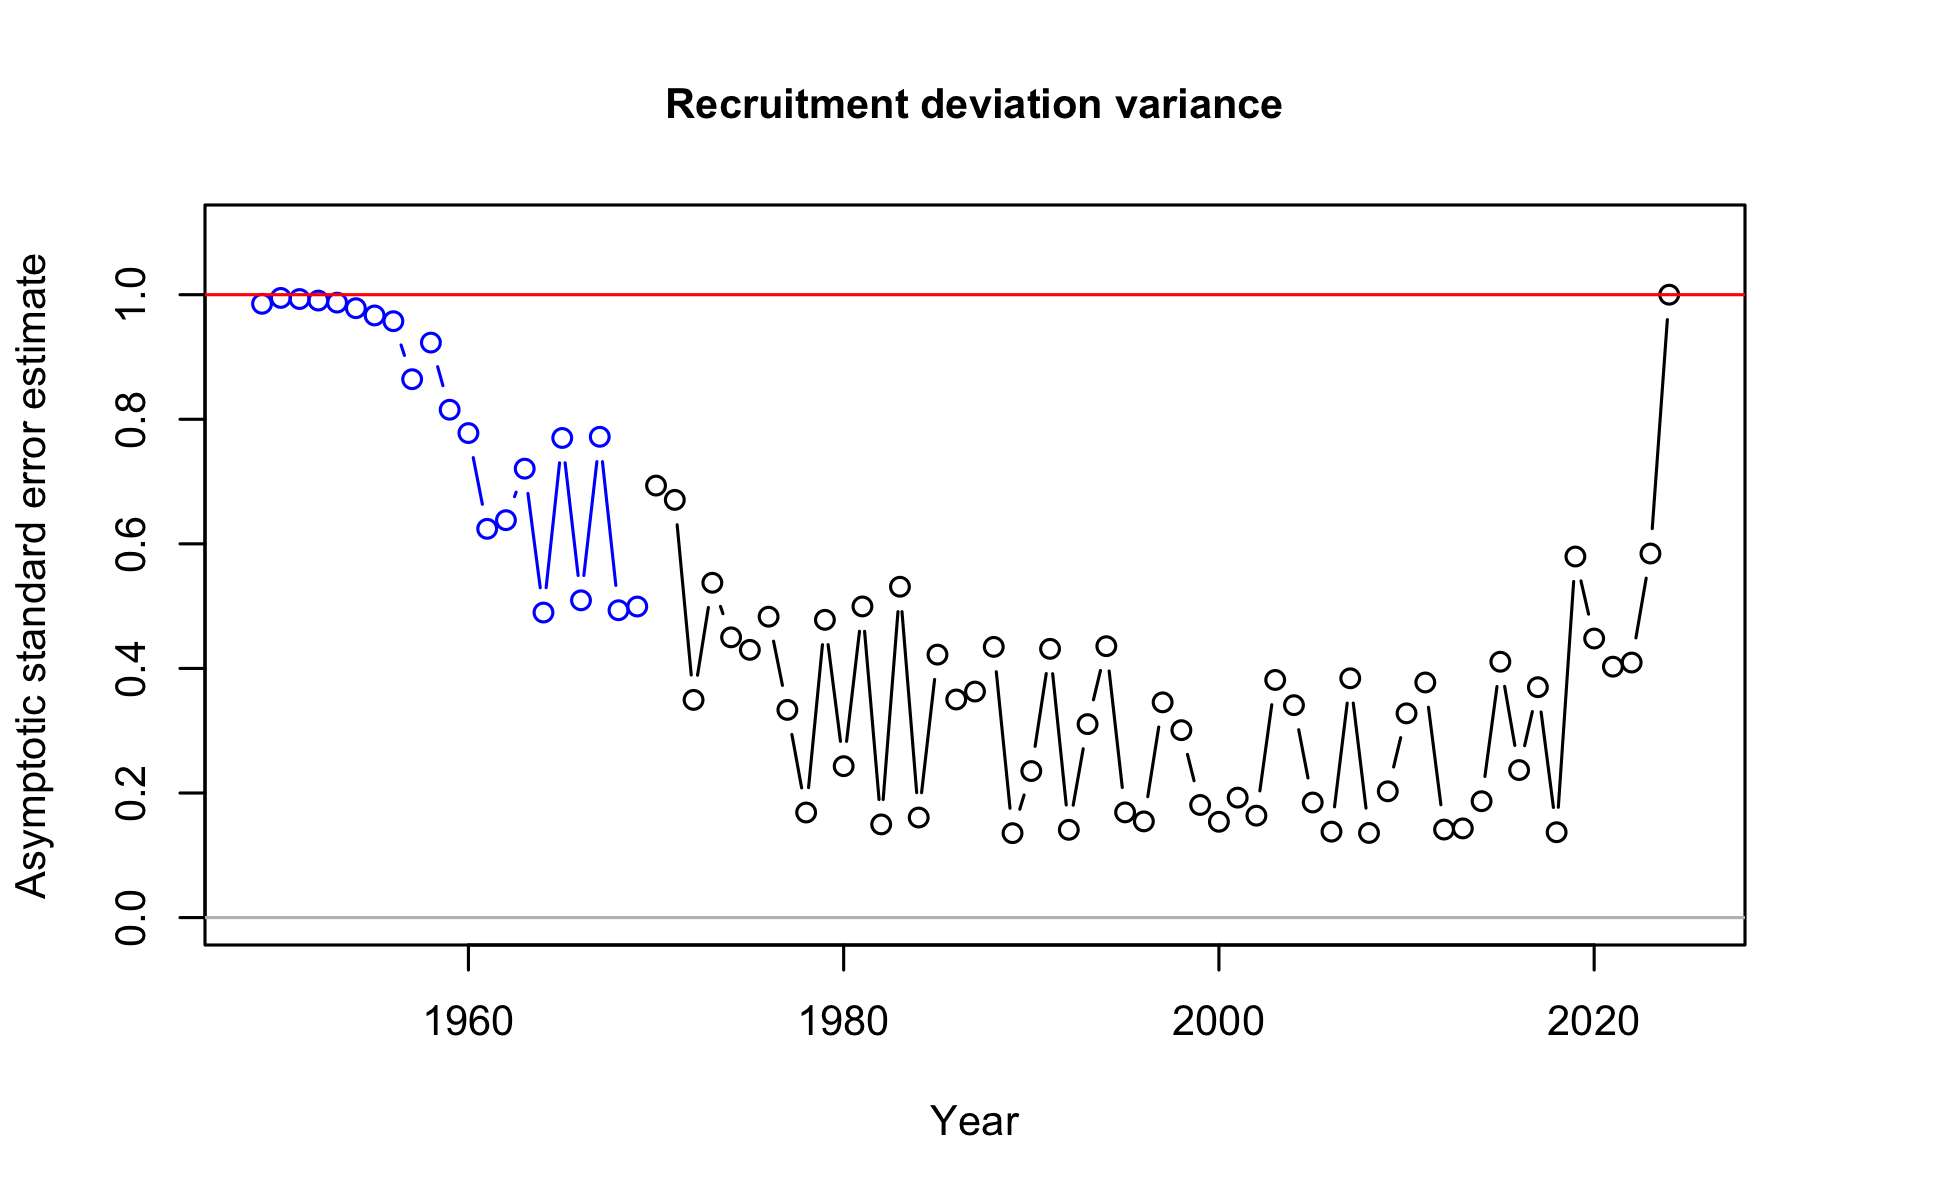 Recruitment deviation variance
Asymptotic standard error estimate
1.0
0.8
0.6
0.4
0.2
0.0
1960 1980 2000 2020
Year